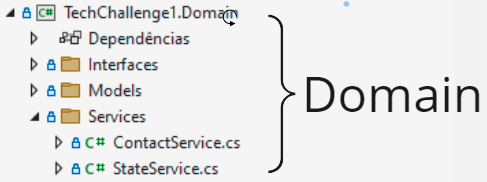 TechChallenge1.Domain
Dependências
Interfaces
Models
Services
C# ContactService.cs
C# StateService.cs
Domain